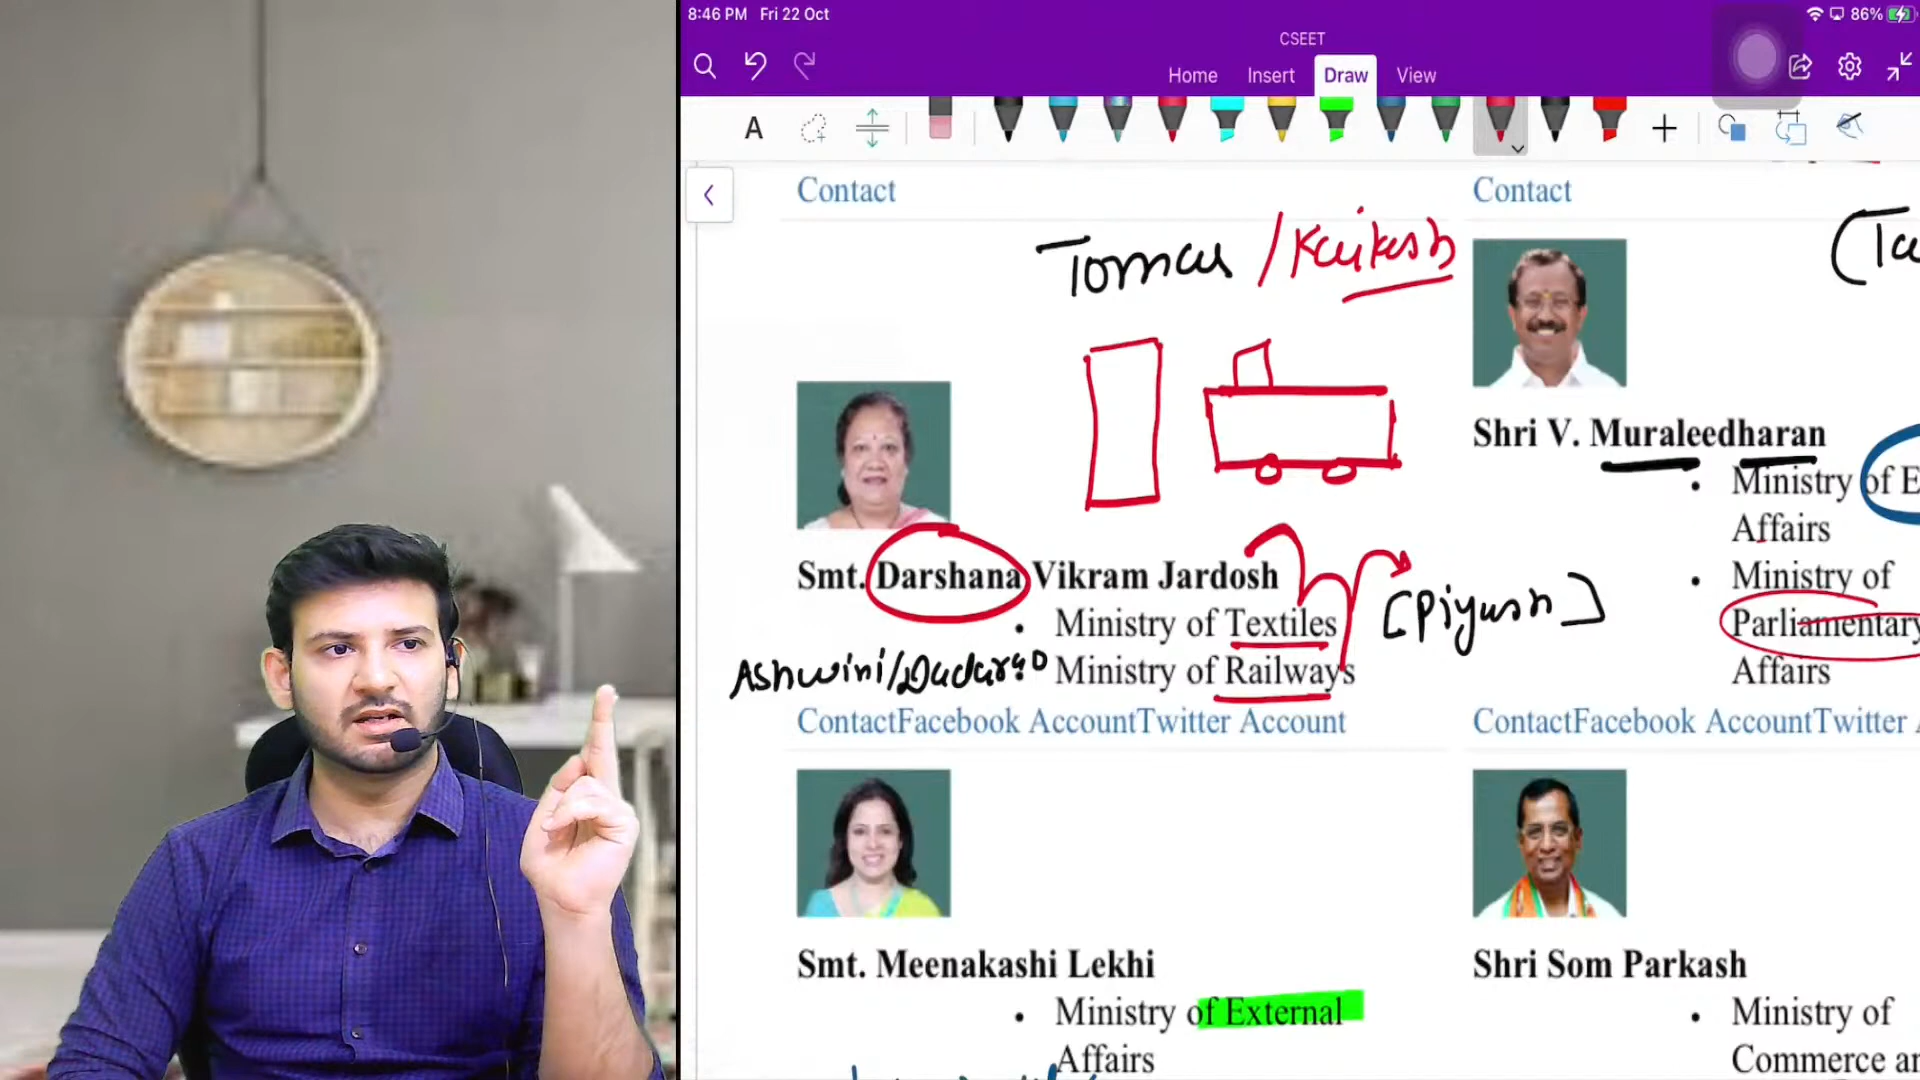 8:46 PM Fri 22 Oct
86%
CSEET
Home Insert Draw View
A
Contact
Contact
Tomar /
Smt. Darshana Vikram Jardosh
Ministry of Textiles
[Piyush]
Ashwini/
Ministry of Railways
ContactFacebook AccountTwitter Account
Shri V. Muraleedharan
Ministry of E
Affairs
Ministry of
Parliamentary
Affairs
ContactFacebook AccountTwitter
Smt. Meenakashi Lekhi
Ministry of External
Affairs
Shri Som Parkash
Ministry of
Commerce an